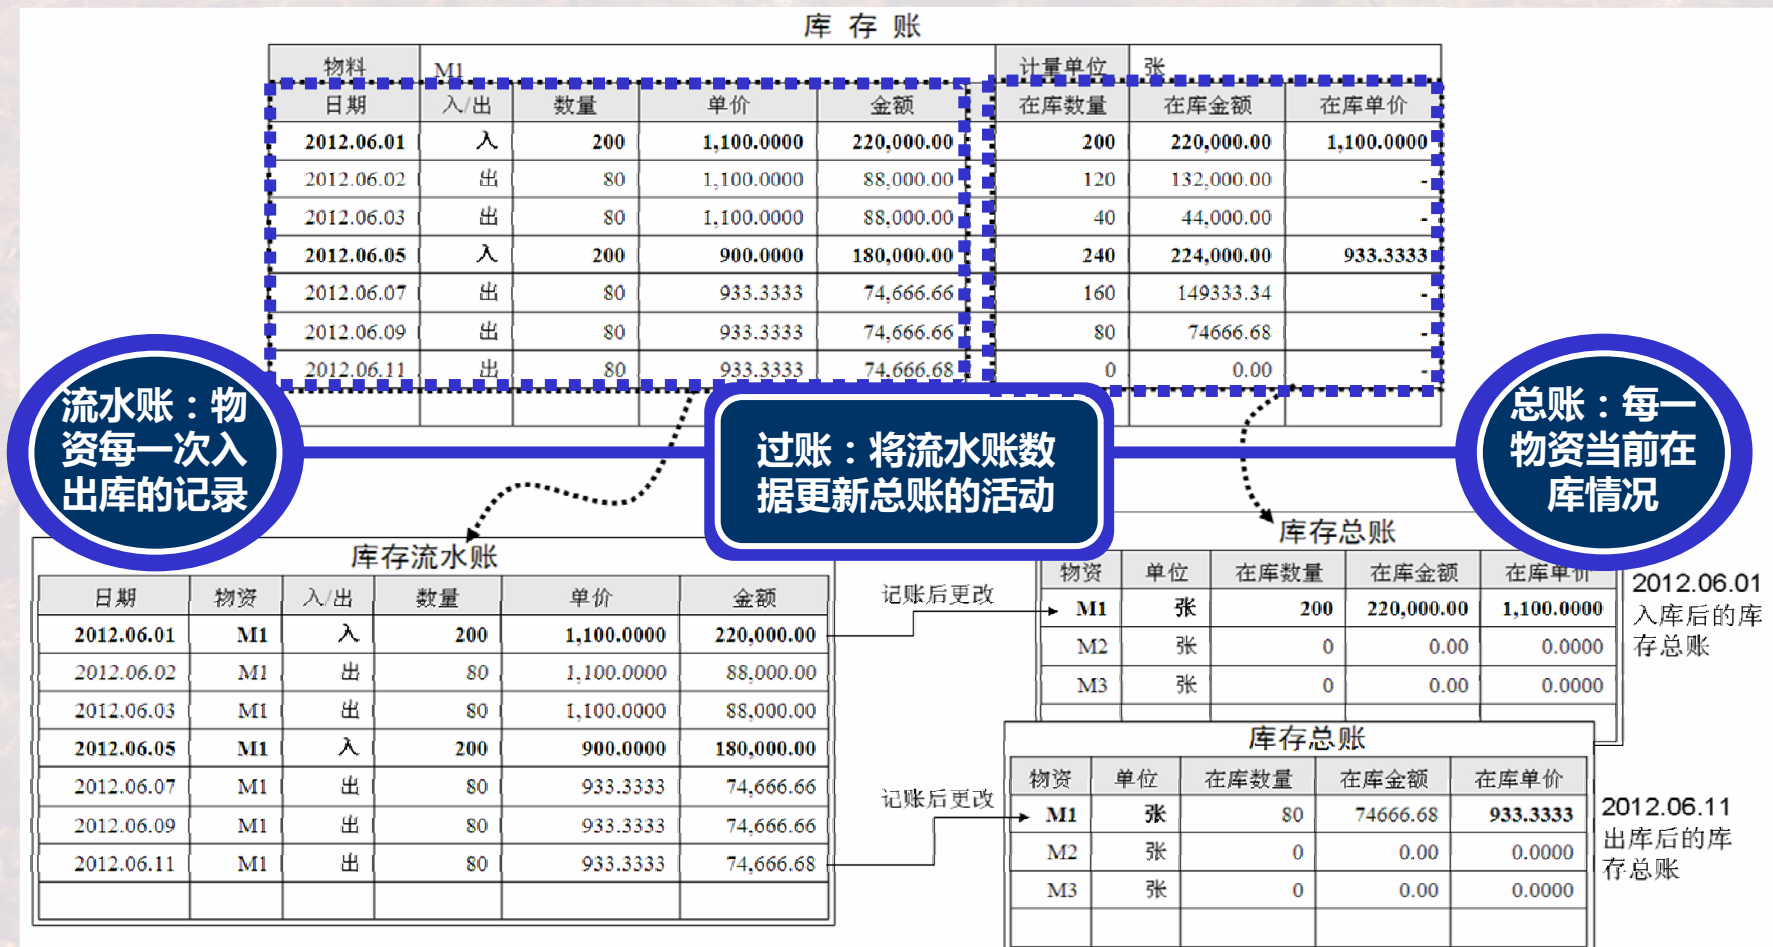 库 存 账
物料 M1 计量单位 张
日期 入/出 数量 单价 金额 在库数量 在库金额 在库单价
2012.06.01 入 200 1,100.0000 220,000.00 200 220,000.00 1,100.0000
2012.06.02 出 80 1,100.0000 88,000.00 120 132,000.00 -
2012.06.03 出 80 1,100.0000 88,000.00 40 44,000.00 -
2012.06.05 入 200 900.0000 180,000.00 240 224,000.00 933.3333
2012.06.07 出 80 933.3333 74,666.66 160 149333.34 -
2012.06.09 出 80 933.3333 74,666.66 80 74666.68 -
2012.06.11 出 80 933.3333 74,666.68 0 0.00 -
流水账：物
资每一次入
出库的记录
过账：将流水账数
据更新总账的活动
总账：每一
物资当前在
库情况
库存流水账
日期 物资 入/出 数量 单价 金额
2012.06.01 M1 入 200 1,100.0000 220,000.00
2012.06.02 M1 出 80 1,100.0000 88,000.00
2012.06.03 M1 出 80 1,100.0000 88,000.00
2012.06.05 M1 入 200 900.0000 180,000.00
2012.06.07 M1 出 80 933.3333 74,666.66
2012.06.09 M1 出 80 933.3333 74,666.66
2012.06.11 M1 出 80 933.3333 74,666.68
记账后更改
记账后更改
库存总账
物资 单位 在库数量 在库金额 在库单价
M1 张 200 220,000.00 1,100.0000
M2 张 0 0.00 0.0000
M3 张 0 0.00 0.0000
2012.06.01
入库后的库
存总账
库存总账
物资 单位 在库数量 在库金额 在库单价
M1 张 80 74666.68 933.3333
M2 张 0 0.00 0.0000
M3 张 0 0.00 0.0000
2012.06.11
出库后的库
存总账